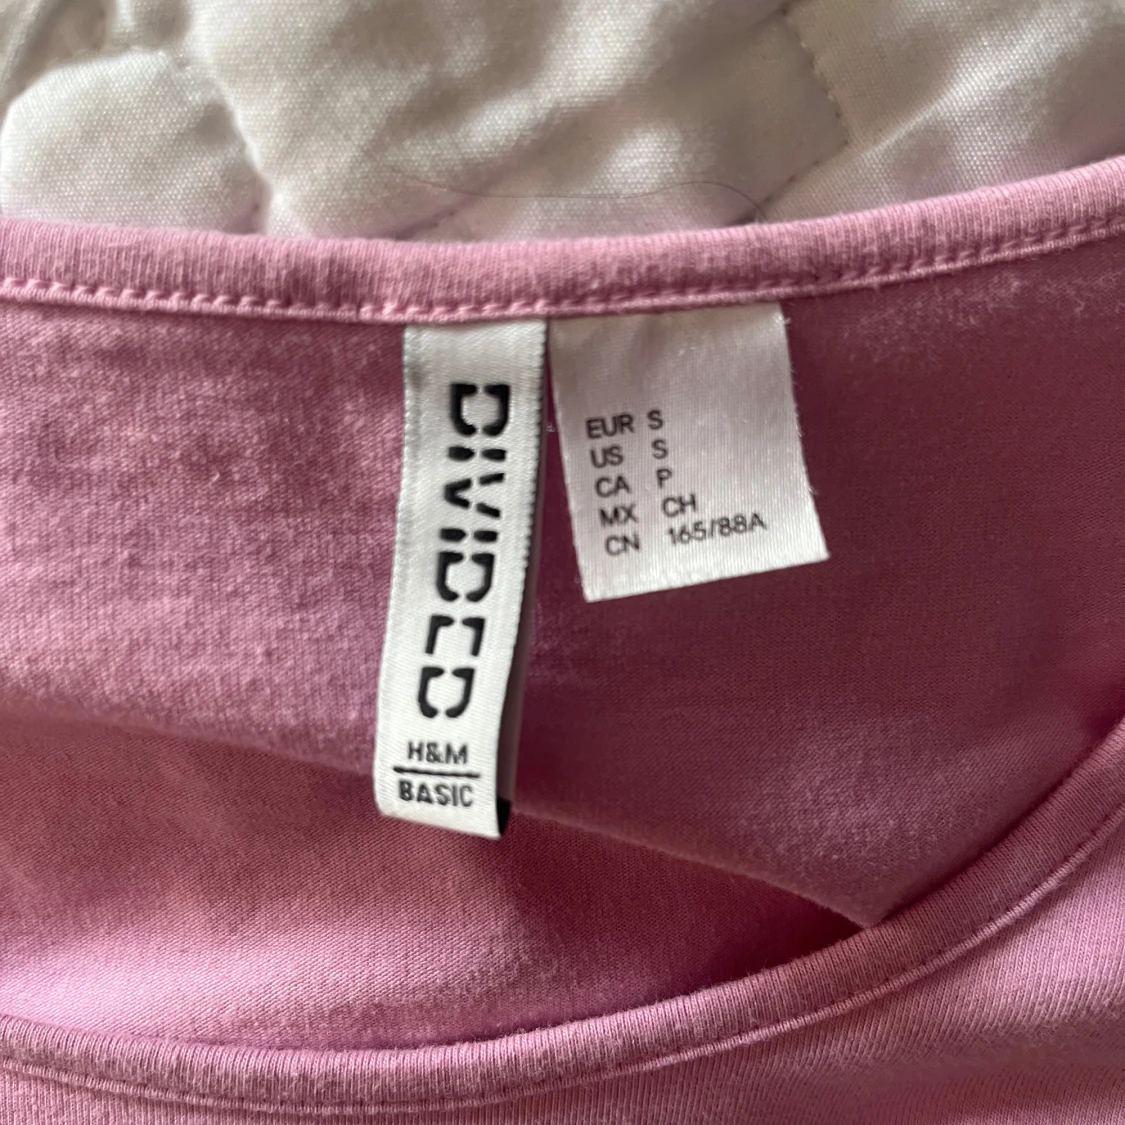 DIVIDED
H&M
BASIC
EUR S
US S
CA P
MX CH
CN 165/88A